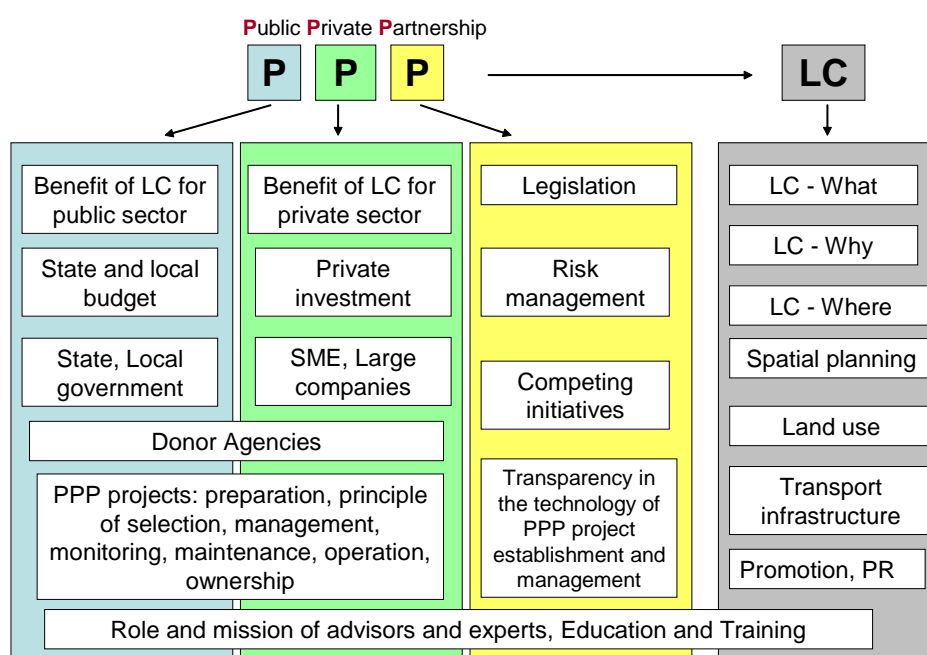 Public Private Partnership
P P P LC
Benefit of LC for
public sector
State and local
budget
State, Local
government
Benefit of LC for
private sector
Private
investment
SME, Large
companies
Donor Agencies
PPP projects: preparation, principle
of selection, management,
monitoring, maintenance, operation,
ownership
Legislation
Risk
management
Competing
initiatives
Transparency in
the technology of
PPP project
establishment and
management
LC - What
LC - Why
LC - Where
Spatial planning
Land use
Transport
infrastructure
Promotion, PR
Role and mission of advisors and experts, Education and Training